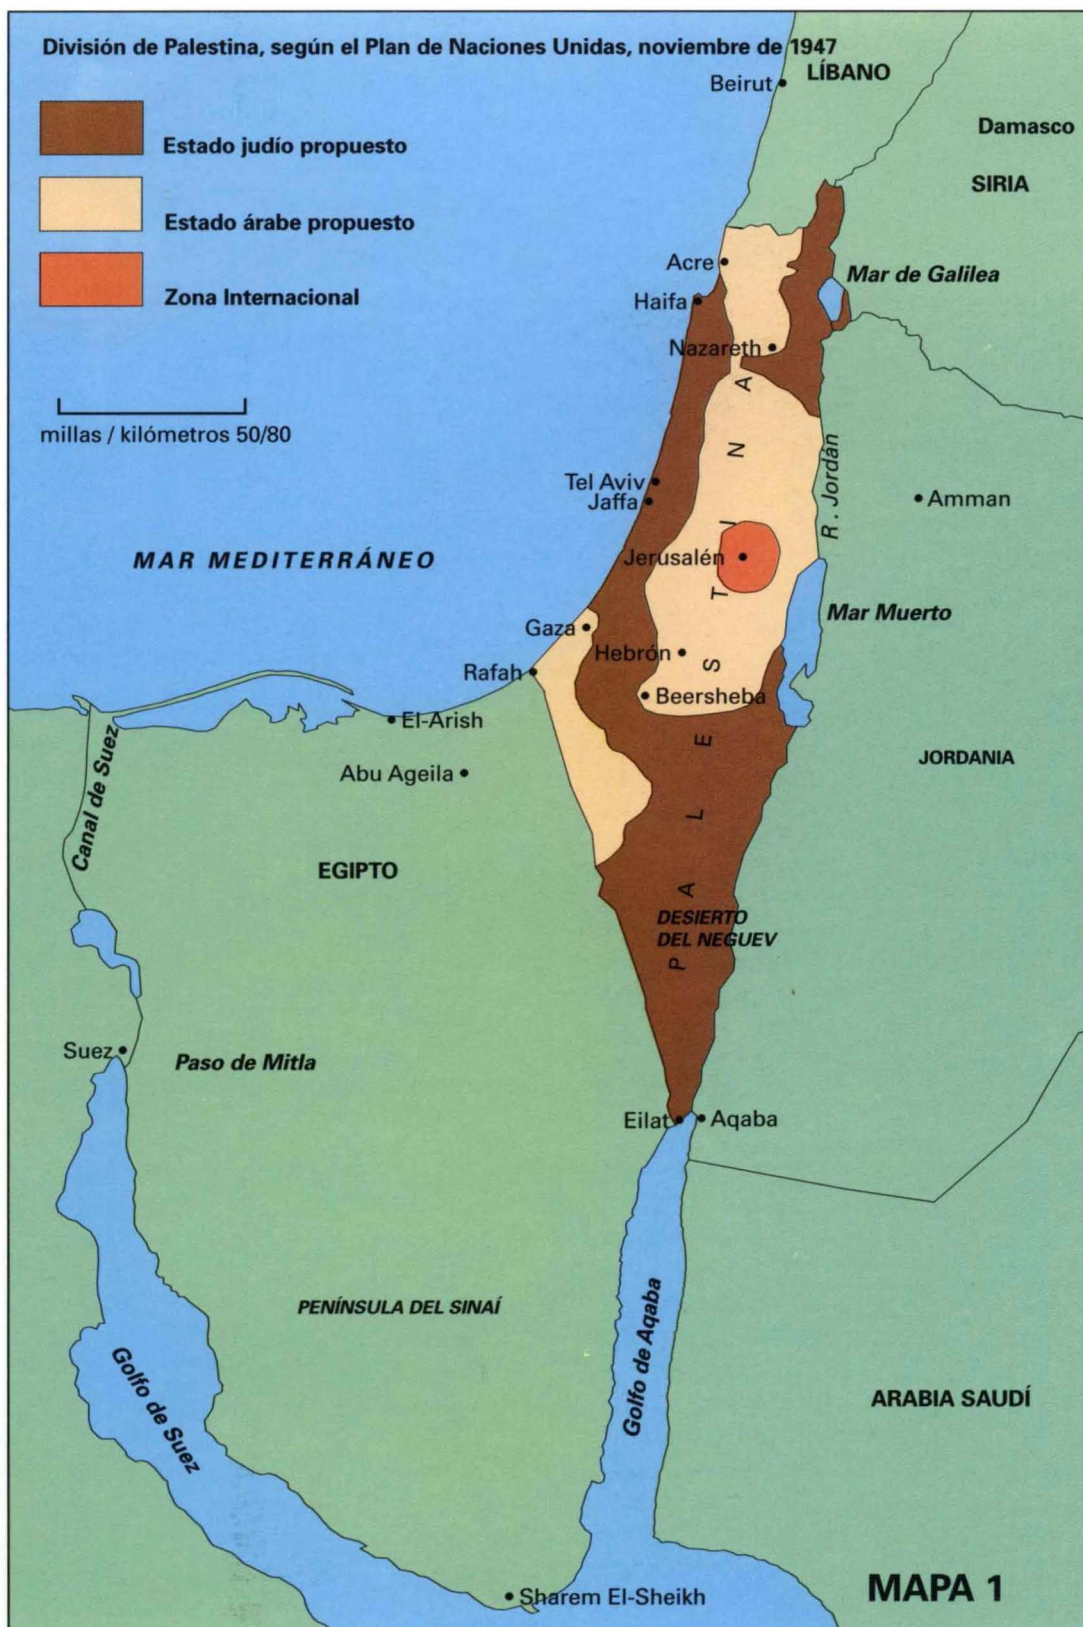 División de Palestina, según el Plan de Naciones Unidas, noviembre de 1947
Estado judío propuesto
Estado árabe propuesto
Zona Internacional
millas / kilómetros 50/80
Beirut
LÍBANO
Damasco
SIRIA
Acre
Mar de Galilea
Haifa
Nazareth
Tel Aviv
Jaffa
R. Jordán
Amman
MAR MEDITERRÁNEO
Jerusalén
Mar Muerto
Gaza
Hebrón
Rafah
Beersheba
El-Arish
Abu Ageila
JORDANIA
Canal de Suez
EGIPTO
PALESTINA
DESIERTO
DEL NEGUEV
Suez
Paso de Mitla
Eilat
Aqaba
PENÍNSULA DEL SINAÍ
Golfo de Suez
Golfo de Aqaba
ARABIA SAUDÍ
Sharem El-Sheikh
MAPA 1